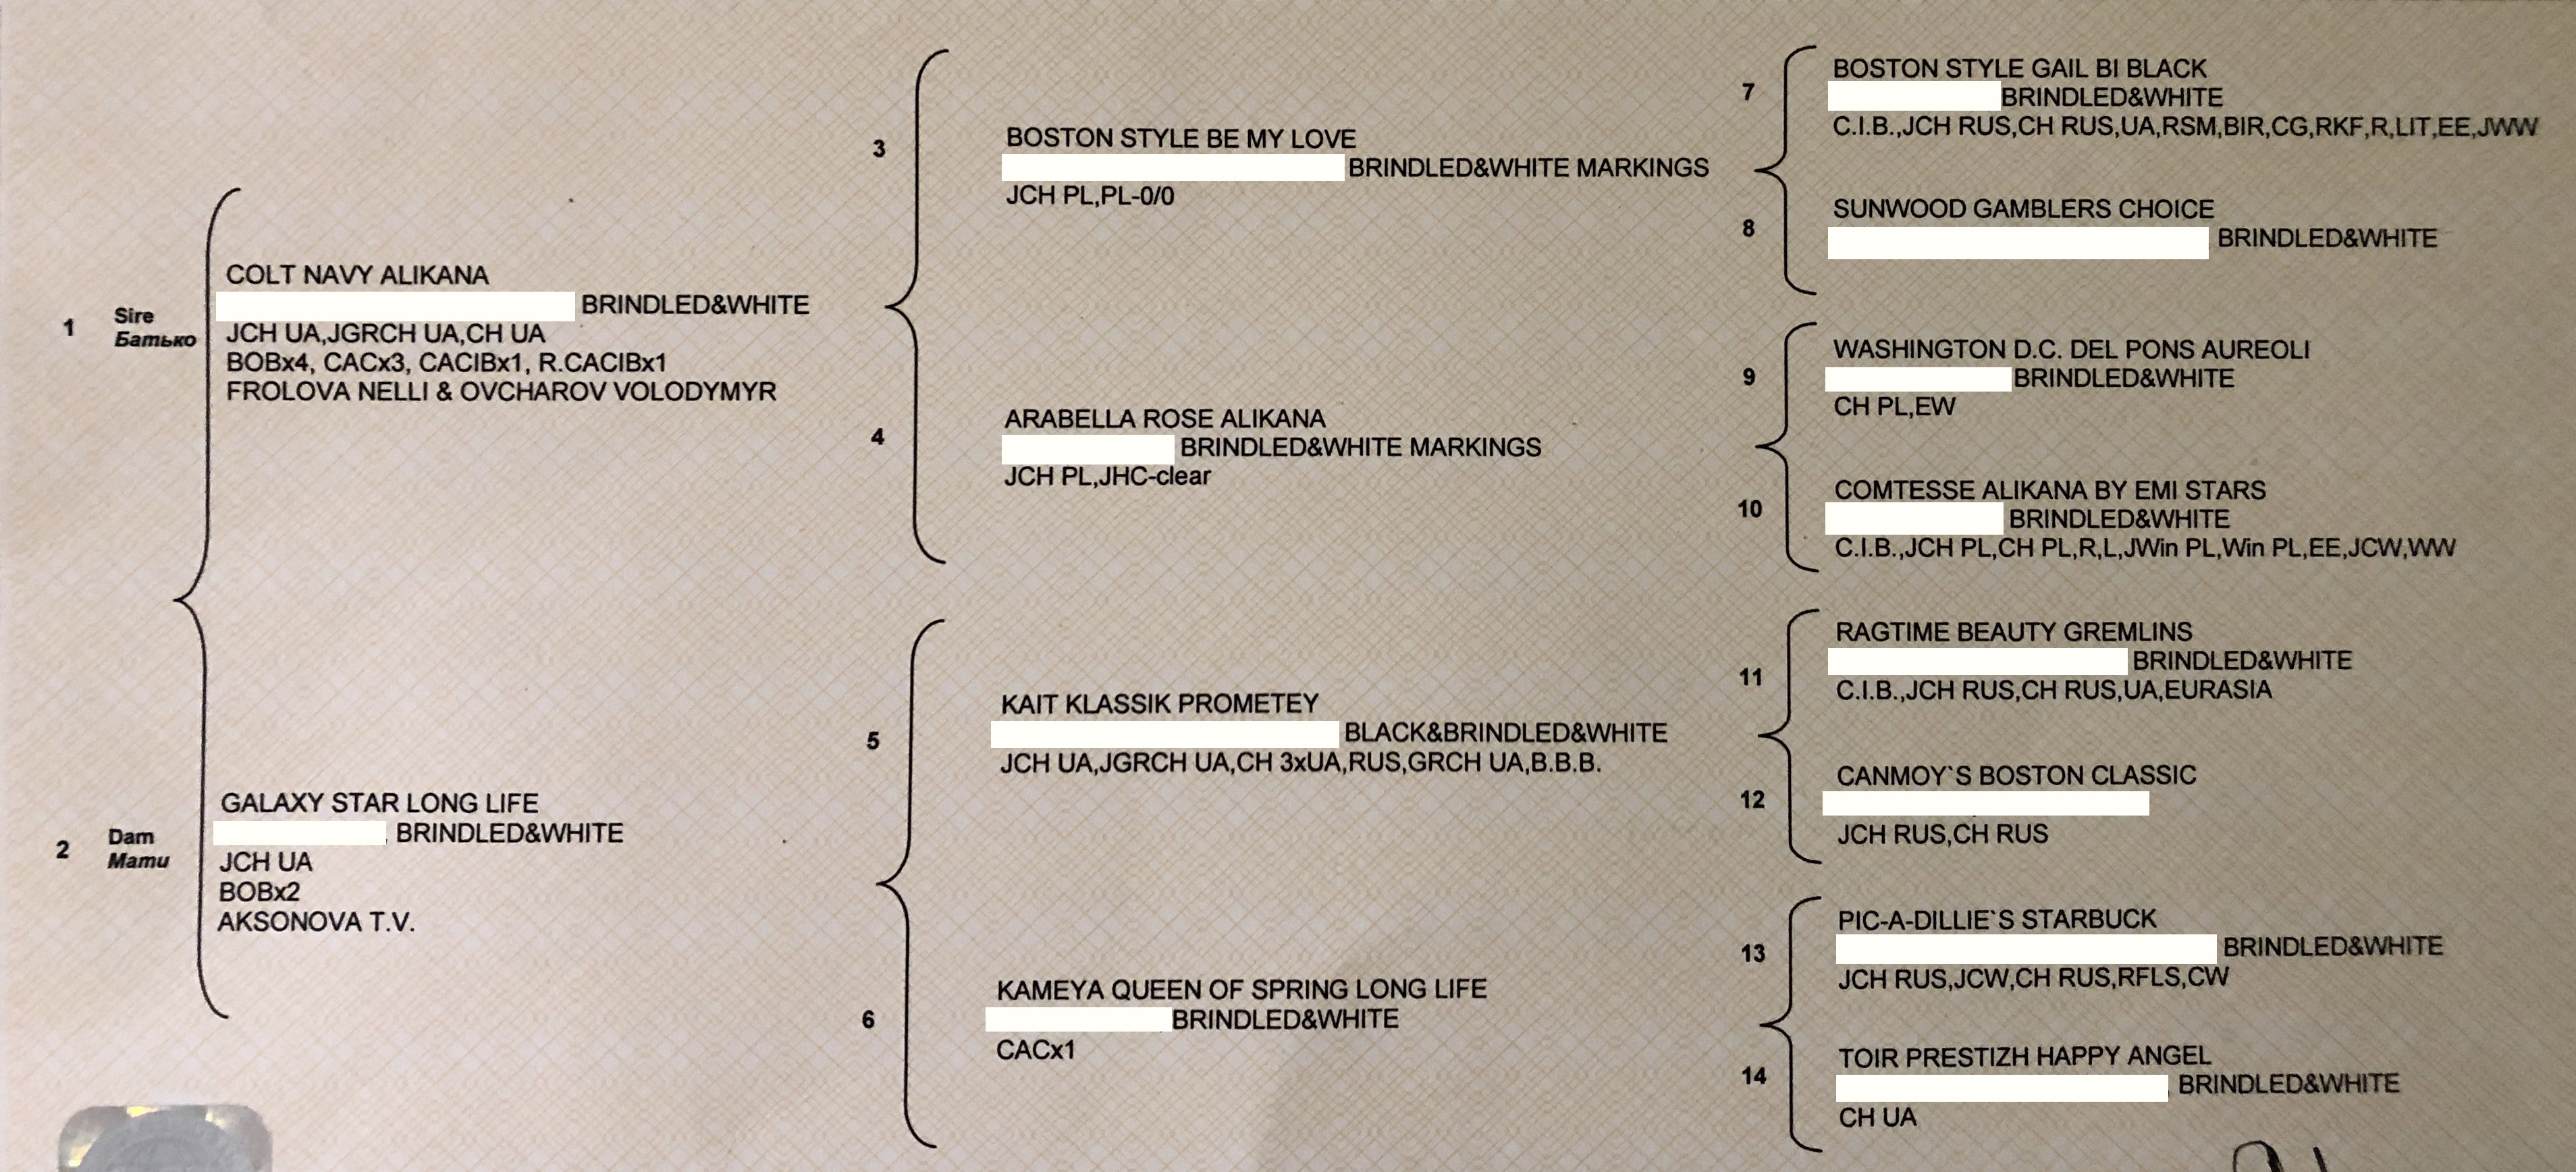 1 Sire
Батько
COLT NAVY ALIKANA
BRINDLED&WHITE
JCH UA,JGRCH UA,CH UA
BOBx4, CACx3, CACIBx1, R.CACIBx1
FROLOVA NELLI & OVCHAROV VOLODYMYR
2 Dam
Мати
GALAXY STAR LONG LIFE
BRINDLED&WHITE
JCH UA
BOBx2
AKSONOVA T.V.
3
BOSTON STYLE BE MY LOVE
BRINDLED&WHITE MARKINGS
JCH PL,PL-0/0
4
ARABELLA ROSE ALIKANA
BRINDLED&WHITE MARKINGS
JCH PL,JHC-clear
5
KAIT KLASSIK PROMETEY
BLACK&BRINDLED&WHITE
JCH UA,JGRCH UA,CH 3xUA,RUS,GRCH UA,B.B.B.
6
KAMEYA QUEEN OF SPRING LONG LIFE
BRINDLED&WHITE
CACx1
7
BOSTON STYLE GAIL BI BLACK
BRINDLED&WHITE
C.I.B.,JCH RUS,CH RUS,UA,RSM,BIR,CG,RKF,R,LIT,EE,JWW
8
SUNWOOD GAMBLERS CHOICE
BRINDLED&WHITE
9
WASHINGTON D.C. DEL PONS AUREOLI
BRINDLED&WHITE
CH PL,EW
10
COMTESSE ALIKANA BY EMI STARS
BRINDLED&WHITE
C.I.B.,JCH PL,CH PL,R,L,JWin PL,Win PL,EE,JCW,WW
11
RAGTIME BEAUTY GREMLINS
BRINDLED&WHITE
C.I.B.,JCH RUS,CH RUS,UA,EURASIA
12
CANMOY`S BOSTON CLASSIC
JCH RUS,CH RUS
13
PIC-A-DILLIE`S STARBUCK
BRINDLED&WHITE
JCH RUS,JCW,CH RUS,RFLS,CW
14
TOIR PRESTIZH HAPPY ANGEL
BRINDLED&WHITE
CH UA